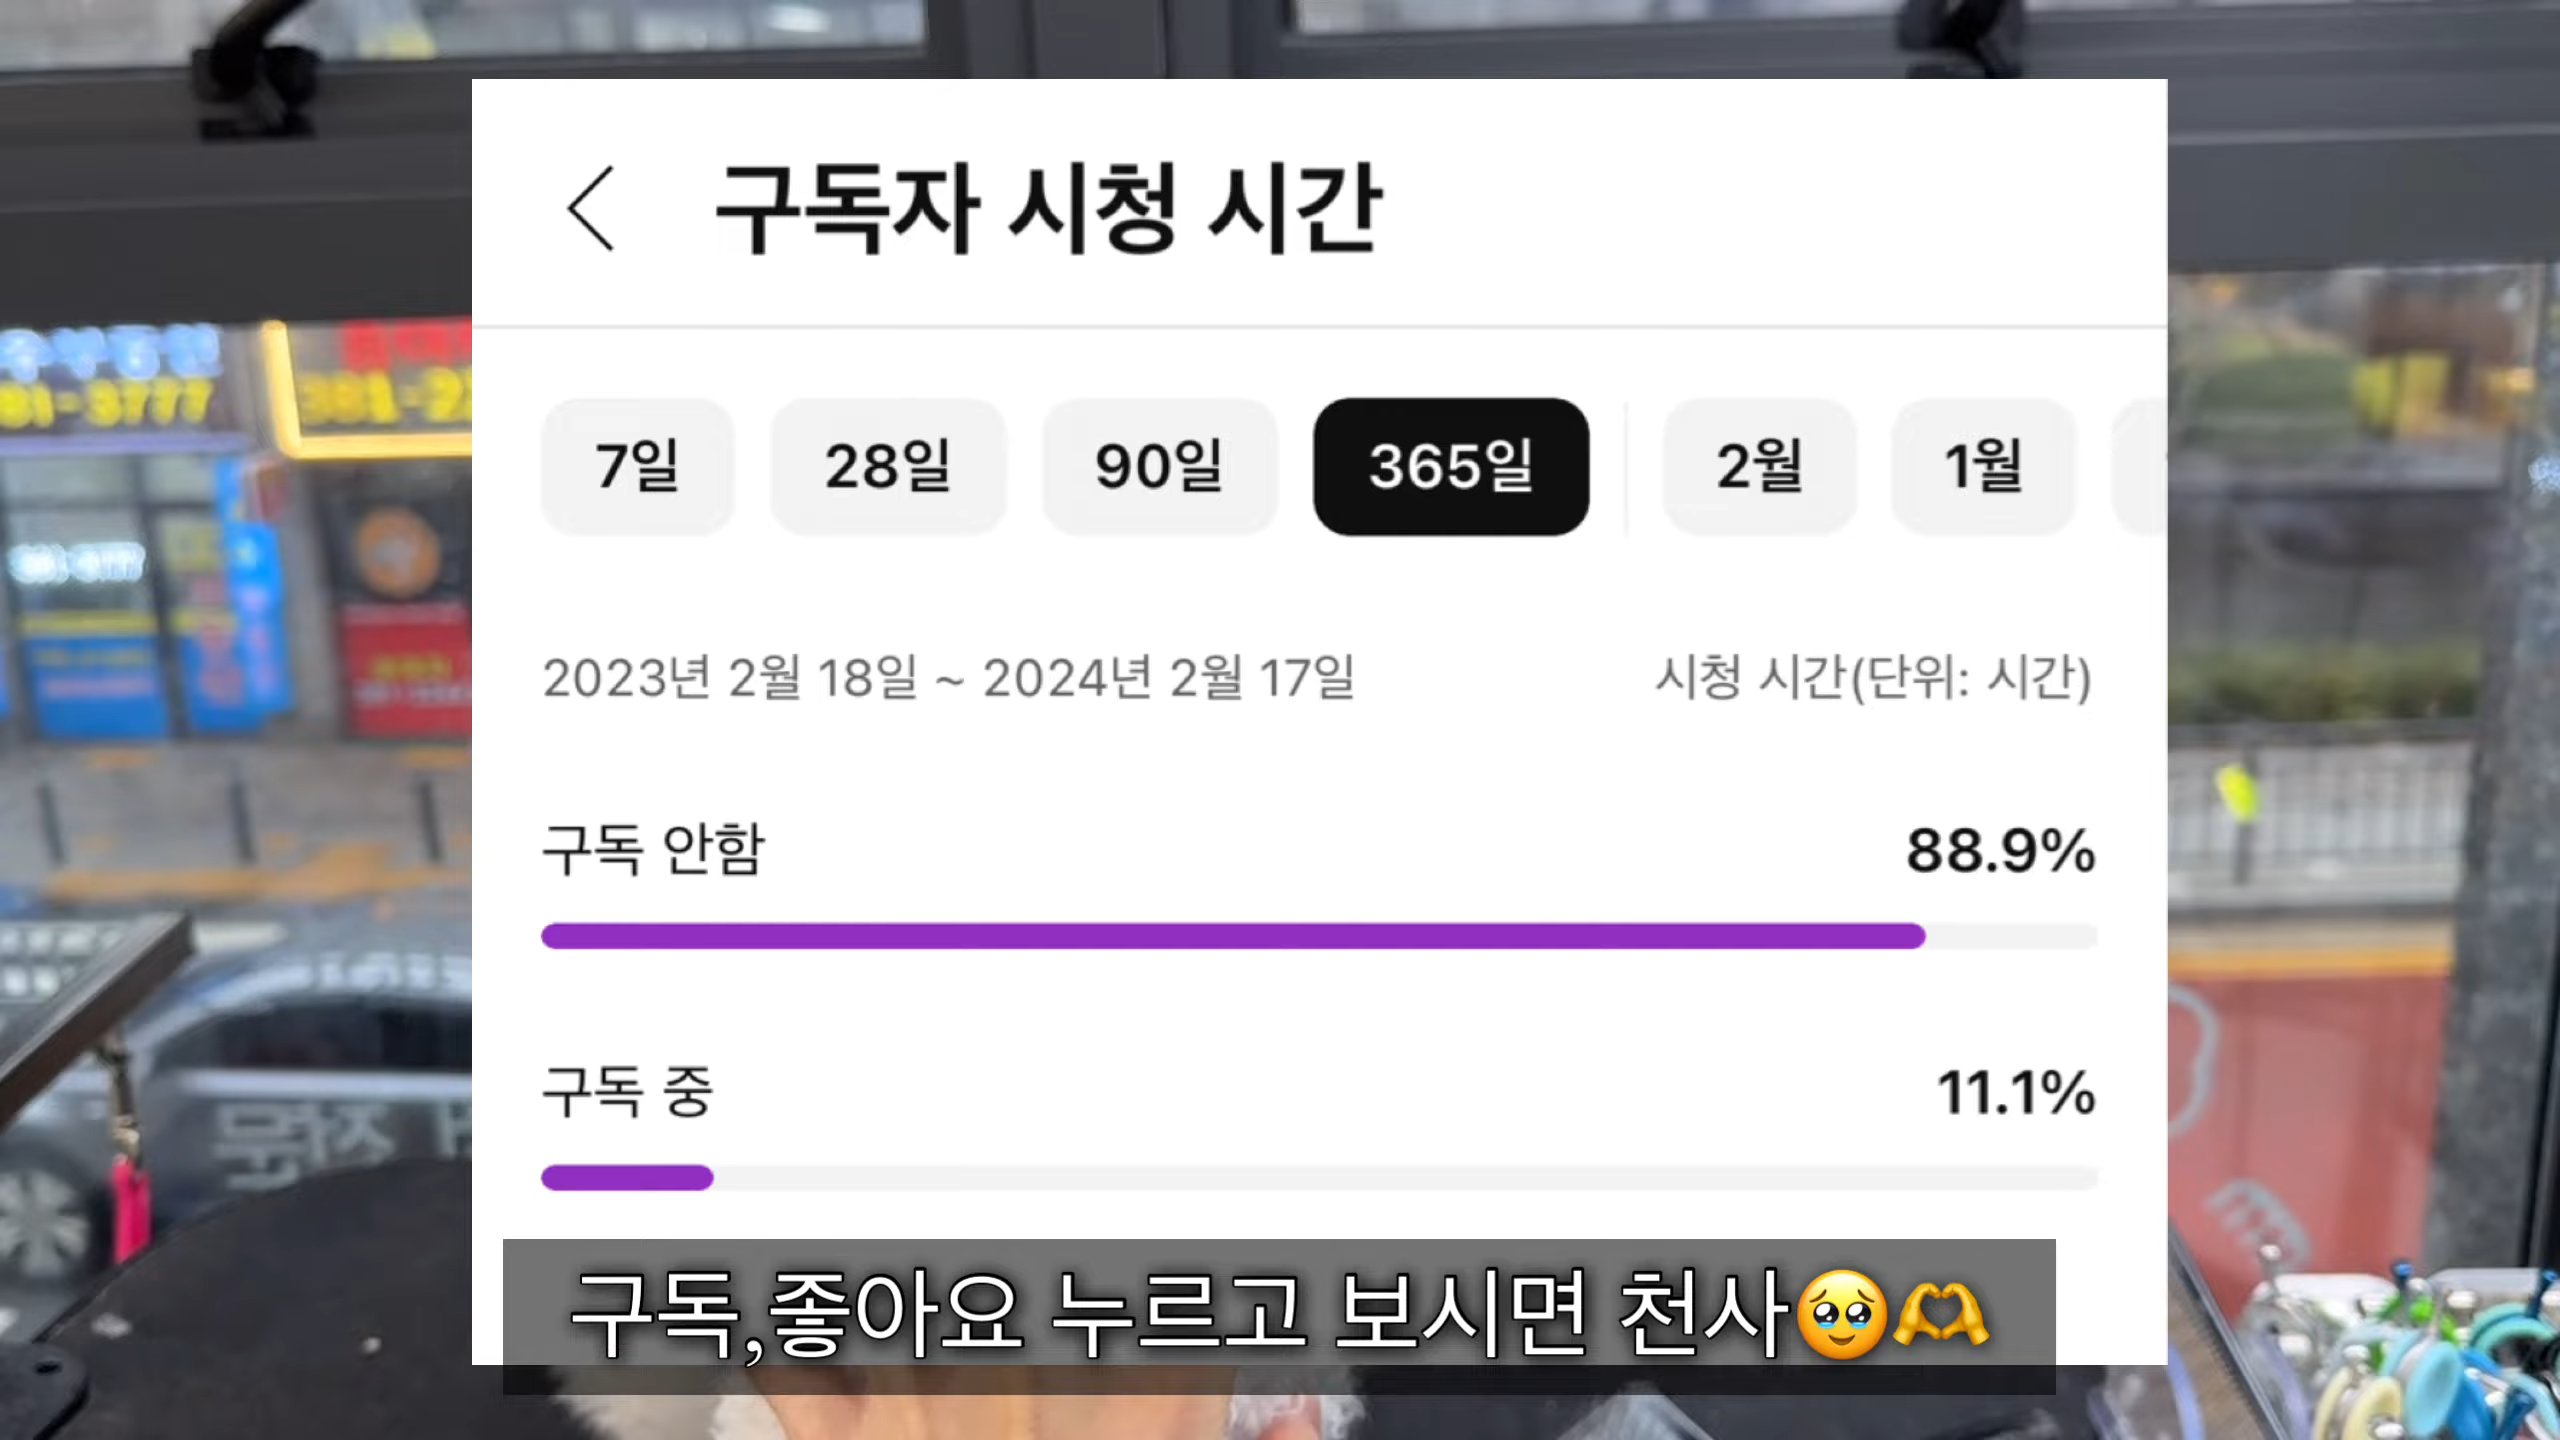 구독자 시청 시간
7일 28일 90일 365일 2월 1월
2023년 2월 18일 ~ 2024년 2월 17일 시청 시간(단위: 시간)
구독 안함 88.9%
구독 중 11.1%
구독,좋아요 누르고 보시면 천사🥹🫶
81-3777